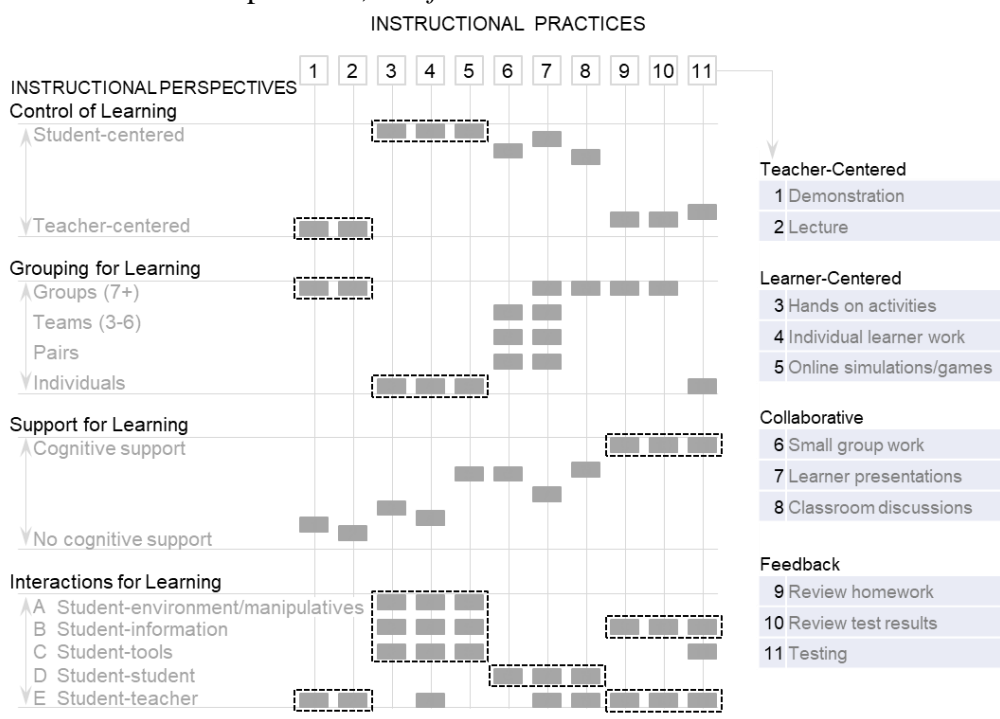 INSTRUCTIONAL PRACTICES
1 2 3 4 5 6 7 8 9 10 11
INSTRUCTIONAL PERSPECTIVES
Control of Learning
Student-centered
Teacher-centered
Grouping for Learning
Groups (7+)
Teams (3-6)
Pairs
Individuals
Support for Learning
Cognitive support
No cognitive support
Interactions for Learning
A Student-environment/manipulatives
B Student-information
C Student-tools
D Student-student
E Student-teacher
Teacher-Centered
1 Demonstration
2 Lecture
Learner-Centered
3 Hands on activities
4 Individual learner work
5 Online simulations/games
Collaborative
6 Small group work
7 Learner presentations
8 Classroom discussions
Feedback
9 Review homework
10 Review test results
11 Testing